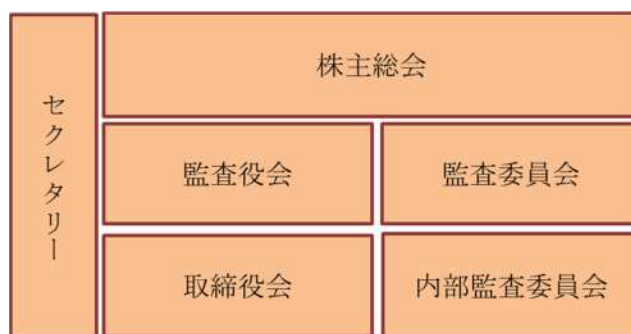 セクレタリー
株主総会
監査役会
監査委員会
取締役会
内部監査委員会